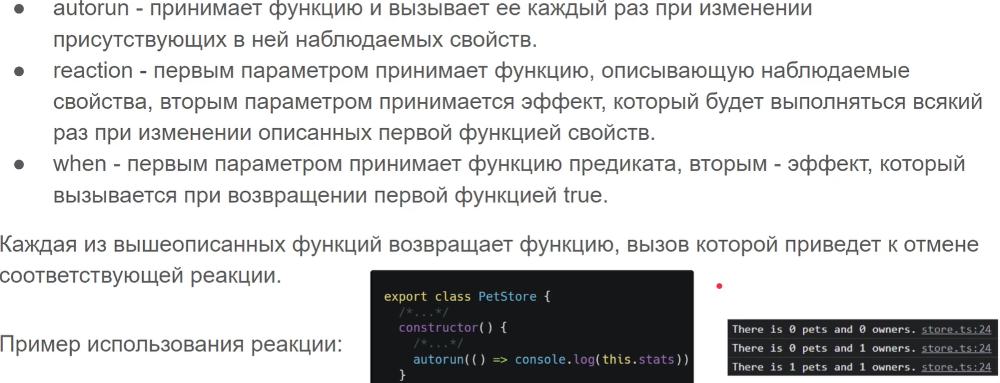 ● autorun - принимает функцию и вызывает ее каждый раз при изменении
присутствующих в ней наблюдаемых свойств.
● reaction - первым параметром принимает функцию, описывающую наблюдаемые
свойства, вторым параметром принимается эффект, который будет выполняться всякий
раз при изменении описанных первой функцией свойств.
● when - первым параметром принимает функцию предиката, вторым - эффект, который
вызывается при возвращении первой функцией true.
Каждая из вышеописанных функций возвращает функцию, вызов которой приведет к отмене
соответствующей реакции.
Пример использования реакции:
export class PetStore {
/*...*/
constructor() {
/*...*/
autorun(() => console.log(this.stats))
}
There is 0 pets and 0 owners. store.ts:24
There is 0 pets and 1 owners. store.ts:24
There is 1 pets and 1 owners. store.ts:24